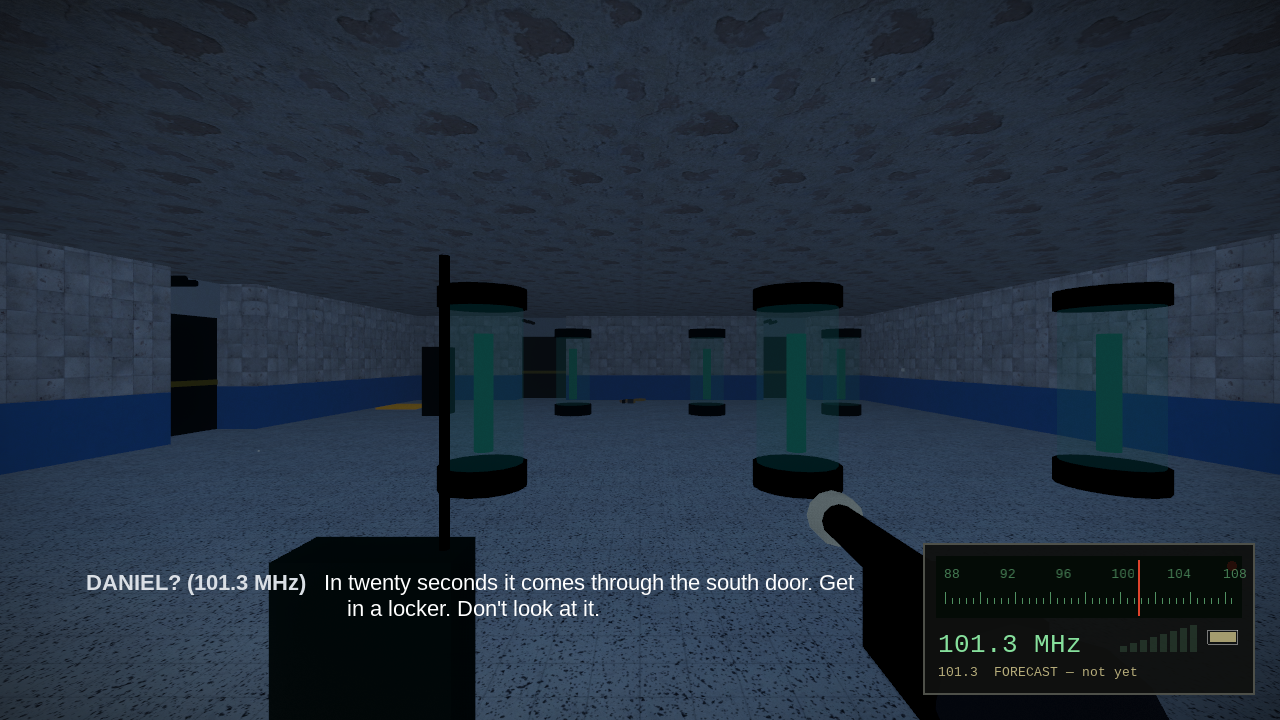 DANIEL? (101.3 MHz) In twenty seconds it comes through the south door. Get
in a locker. Don't look at it.
88 92 96 100 104 108
101.3 MHz
101.3 FORECAST — not yet